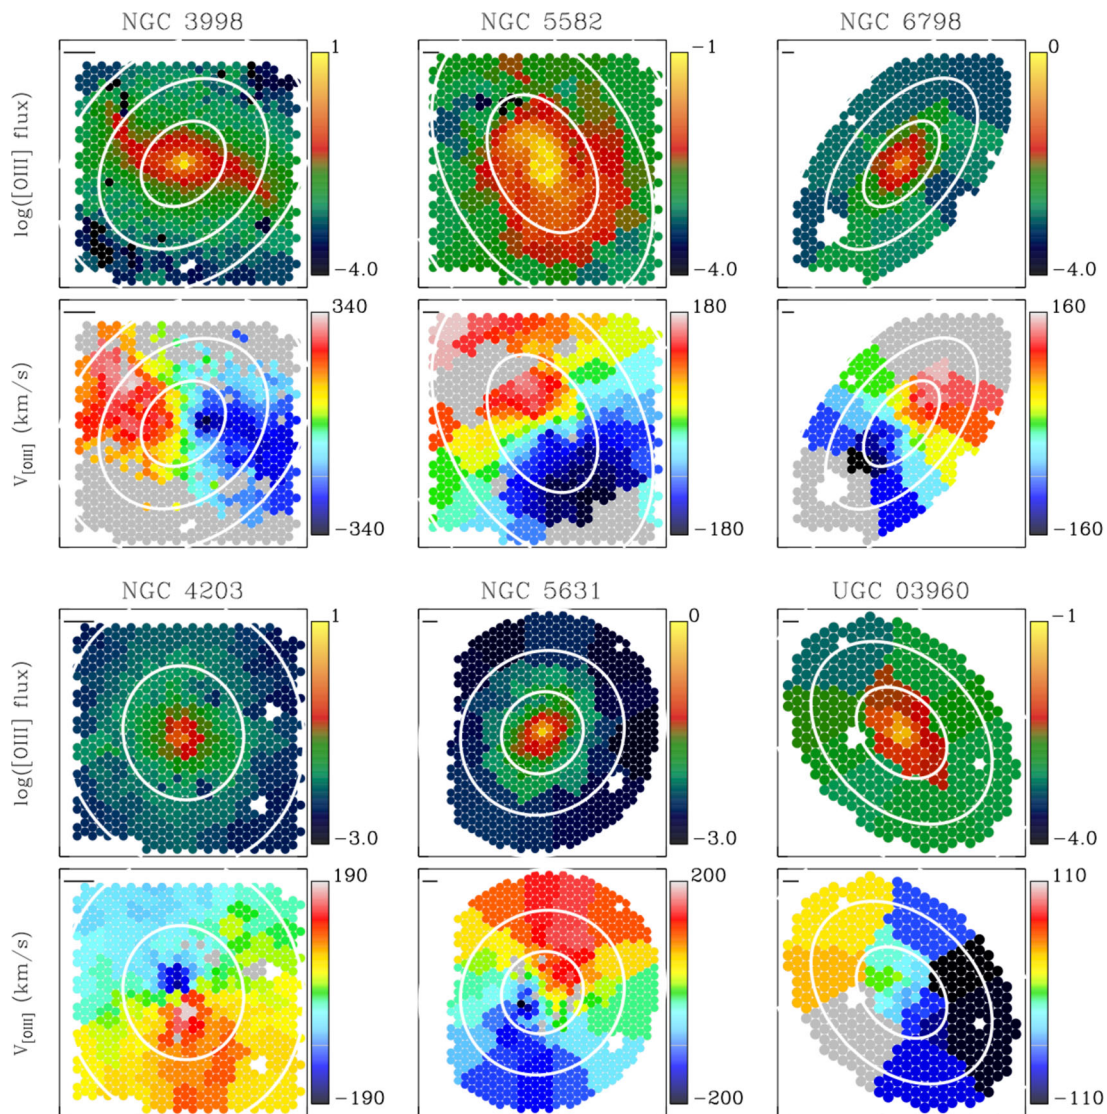 NGC 3998 NGC 5582 NGC 6798
log([OIII] flux)
1 -1 0
-4.0 -4.0 -4.0
V[OIII] (km/s)
340 180 160
-340 -180 -160
NGC 4203 NGC 5631 UGC 03960
log([OIII] flux)
1 0 -1
-3.0 -3.0 -4.0
V[OIII] (km/s)
190 200 110
-190 -200 -110